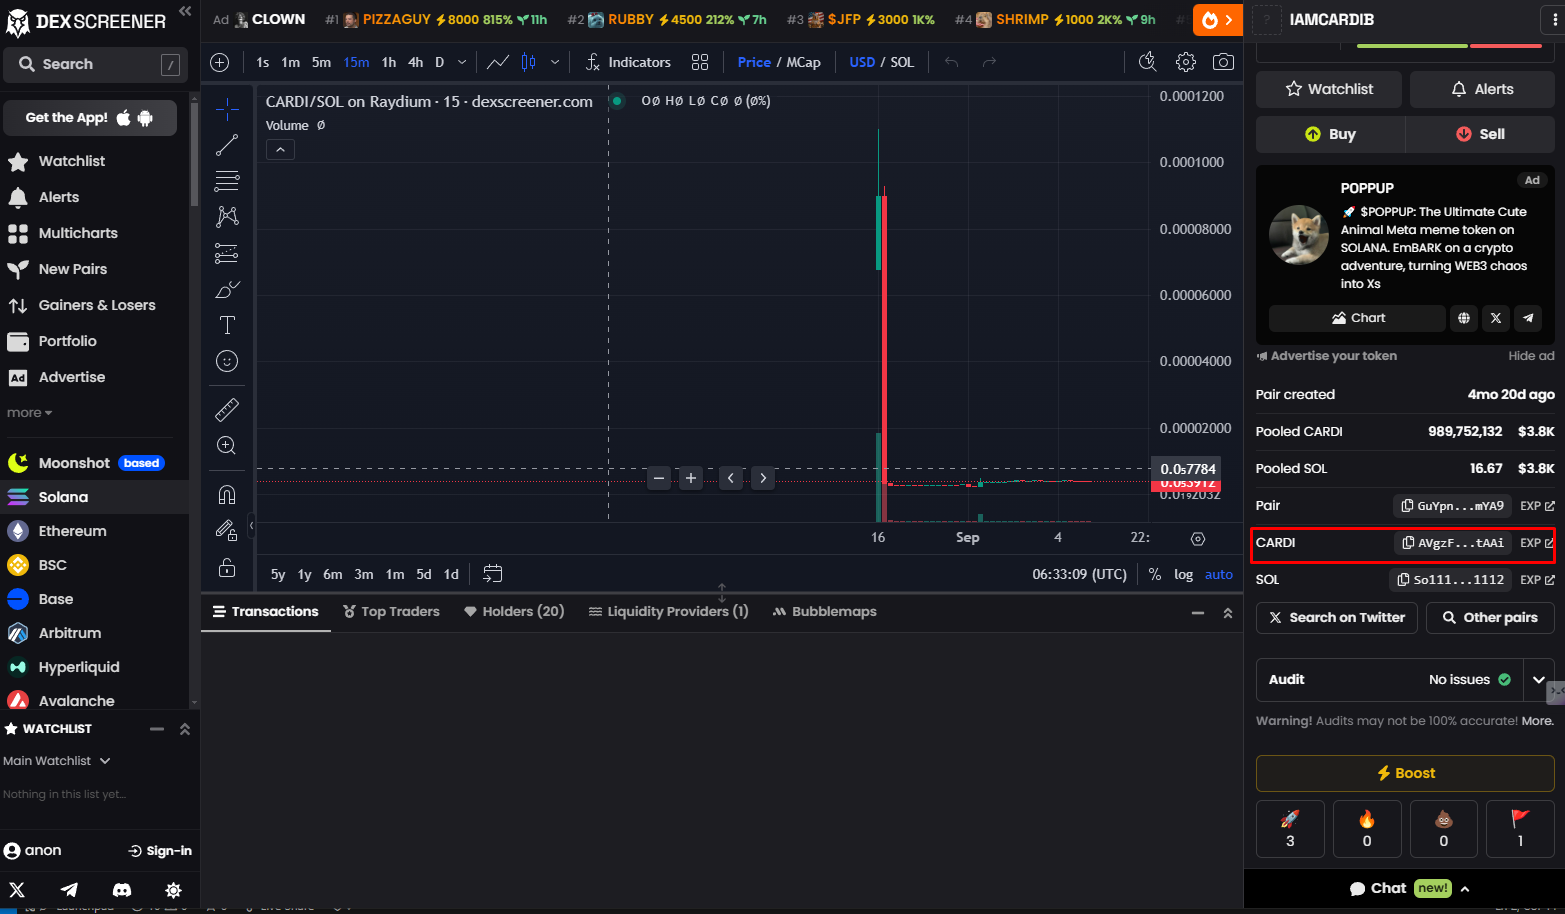 DEX SCREENER
Search /
Get the App!
Watchlist
Alerts
Multicharts
New Pairs
Gainers & Losers
Portfolio
Ad Advertise
more
Moonshot based
Solana
Ethereum
BSC
Base
Arbitrum
Hyperliquid
Avalanche
WATCHLIST
Main Watchlist
Nothing in this list yet...
anon Sign-in
Ad CLOWN #1 PIZZAGUY 8000 815% 11h #2 RUBBY 4500 212% 7h #3 $JFP 3000 1K% #4 SHRIMP 1000 2K% 9h
1s 1m 5m 15m 1h 4h D Indicators Price / MCap USD / SOL
CARDI/SOL on Raydium · 15 · dexscreener.com OØ HØ LØ CØ Ø (Ø%)
Volume Ø
0.0001200
0.0001000
0.00008000
0.00006000
0.00004000
0.00002000
0.0₅7784
0.0₅3912
0.0₁₉2032
16 Sep 4 22:
5y 1y 6m 3m 1m 5d 1d 06:33:09 (UTC) % log auto
Transactions Top Traders Holders (20) Liquidity Providers (1) Bubblemaps
? IAMCARDIB
Watchlist Alerts
Buy Sell
POPPUP Ad
🚀 $POPPUP: The Ultimate Cute
Animal Meta meme token on
SOLANA. EmBARK on a crypto
adventure, turning WEB3 chaos
into Xs
Chart
Advertise your token Hide ad
Pair created 4mo 20d ago
Pooled CARDI 989,752,132 $3.8K
Pooled SOL 16.67 $3.8K
Pair GuYpn...mYA9 EXP
CARDI AVgzF...tAAi EXP
SOL So111...1112 EXP
Search on Twitter Other pairs
Audit No issues
Warning! Audits may not be 100% accurate! More.
Boost
🚀 🔥 💩 🚩
3 0 0 1
Chat new!